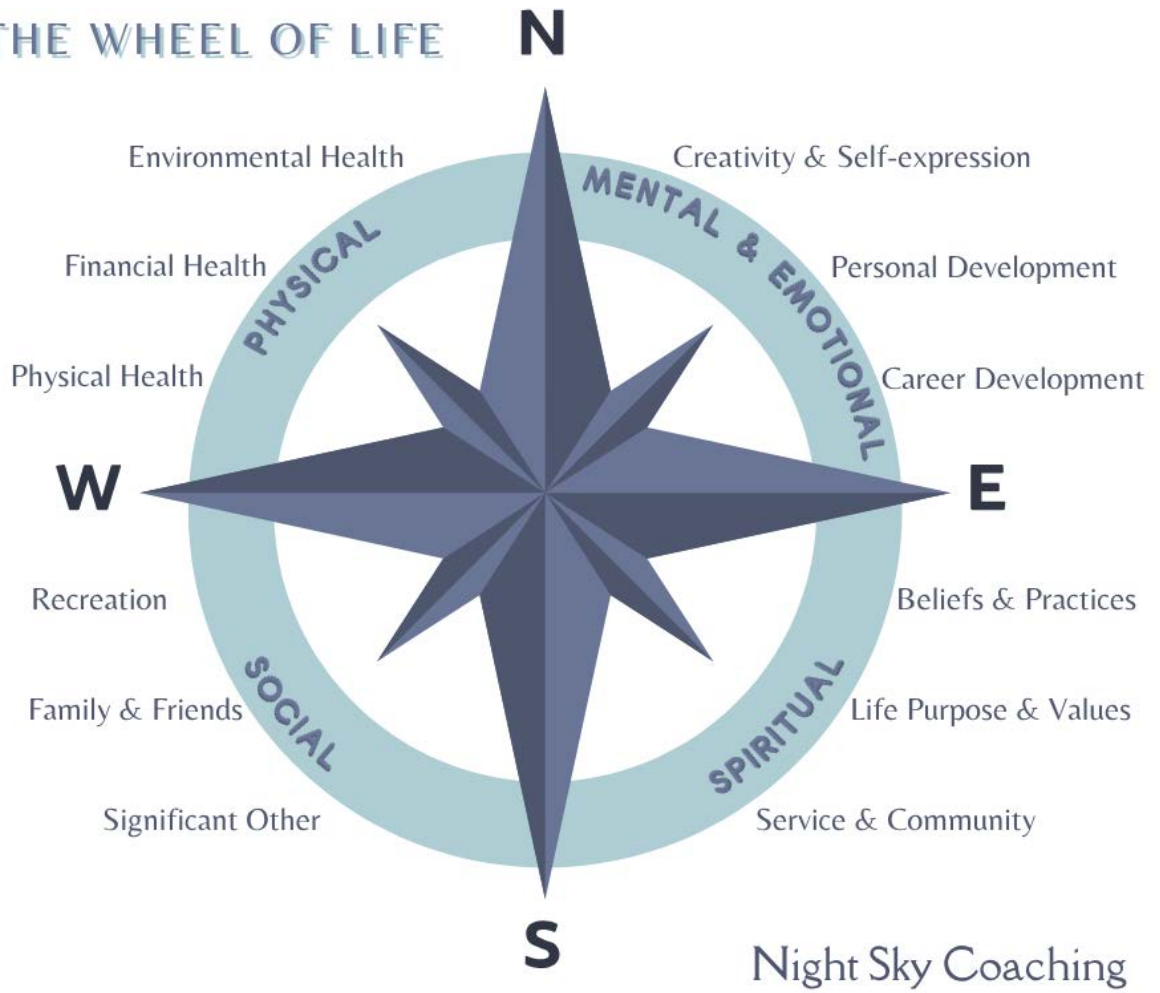 THE WHEEL OF LIFE
N
Environmental Health
Creativity & Self-expression
PHYSICAL
MENTAL & EMOTIONAL
Financial Health
Personal Development
Physical Health
Career Development
W
E
Recreation
Beliefs & Practices
SOCIAL
SPIRITUAL
Family & Friends
Life Purpose & Values
Significant Other
Service & Community
S
Night Sky Coaching